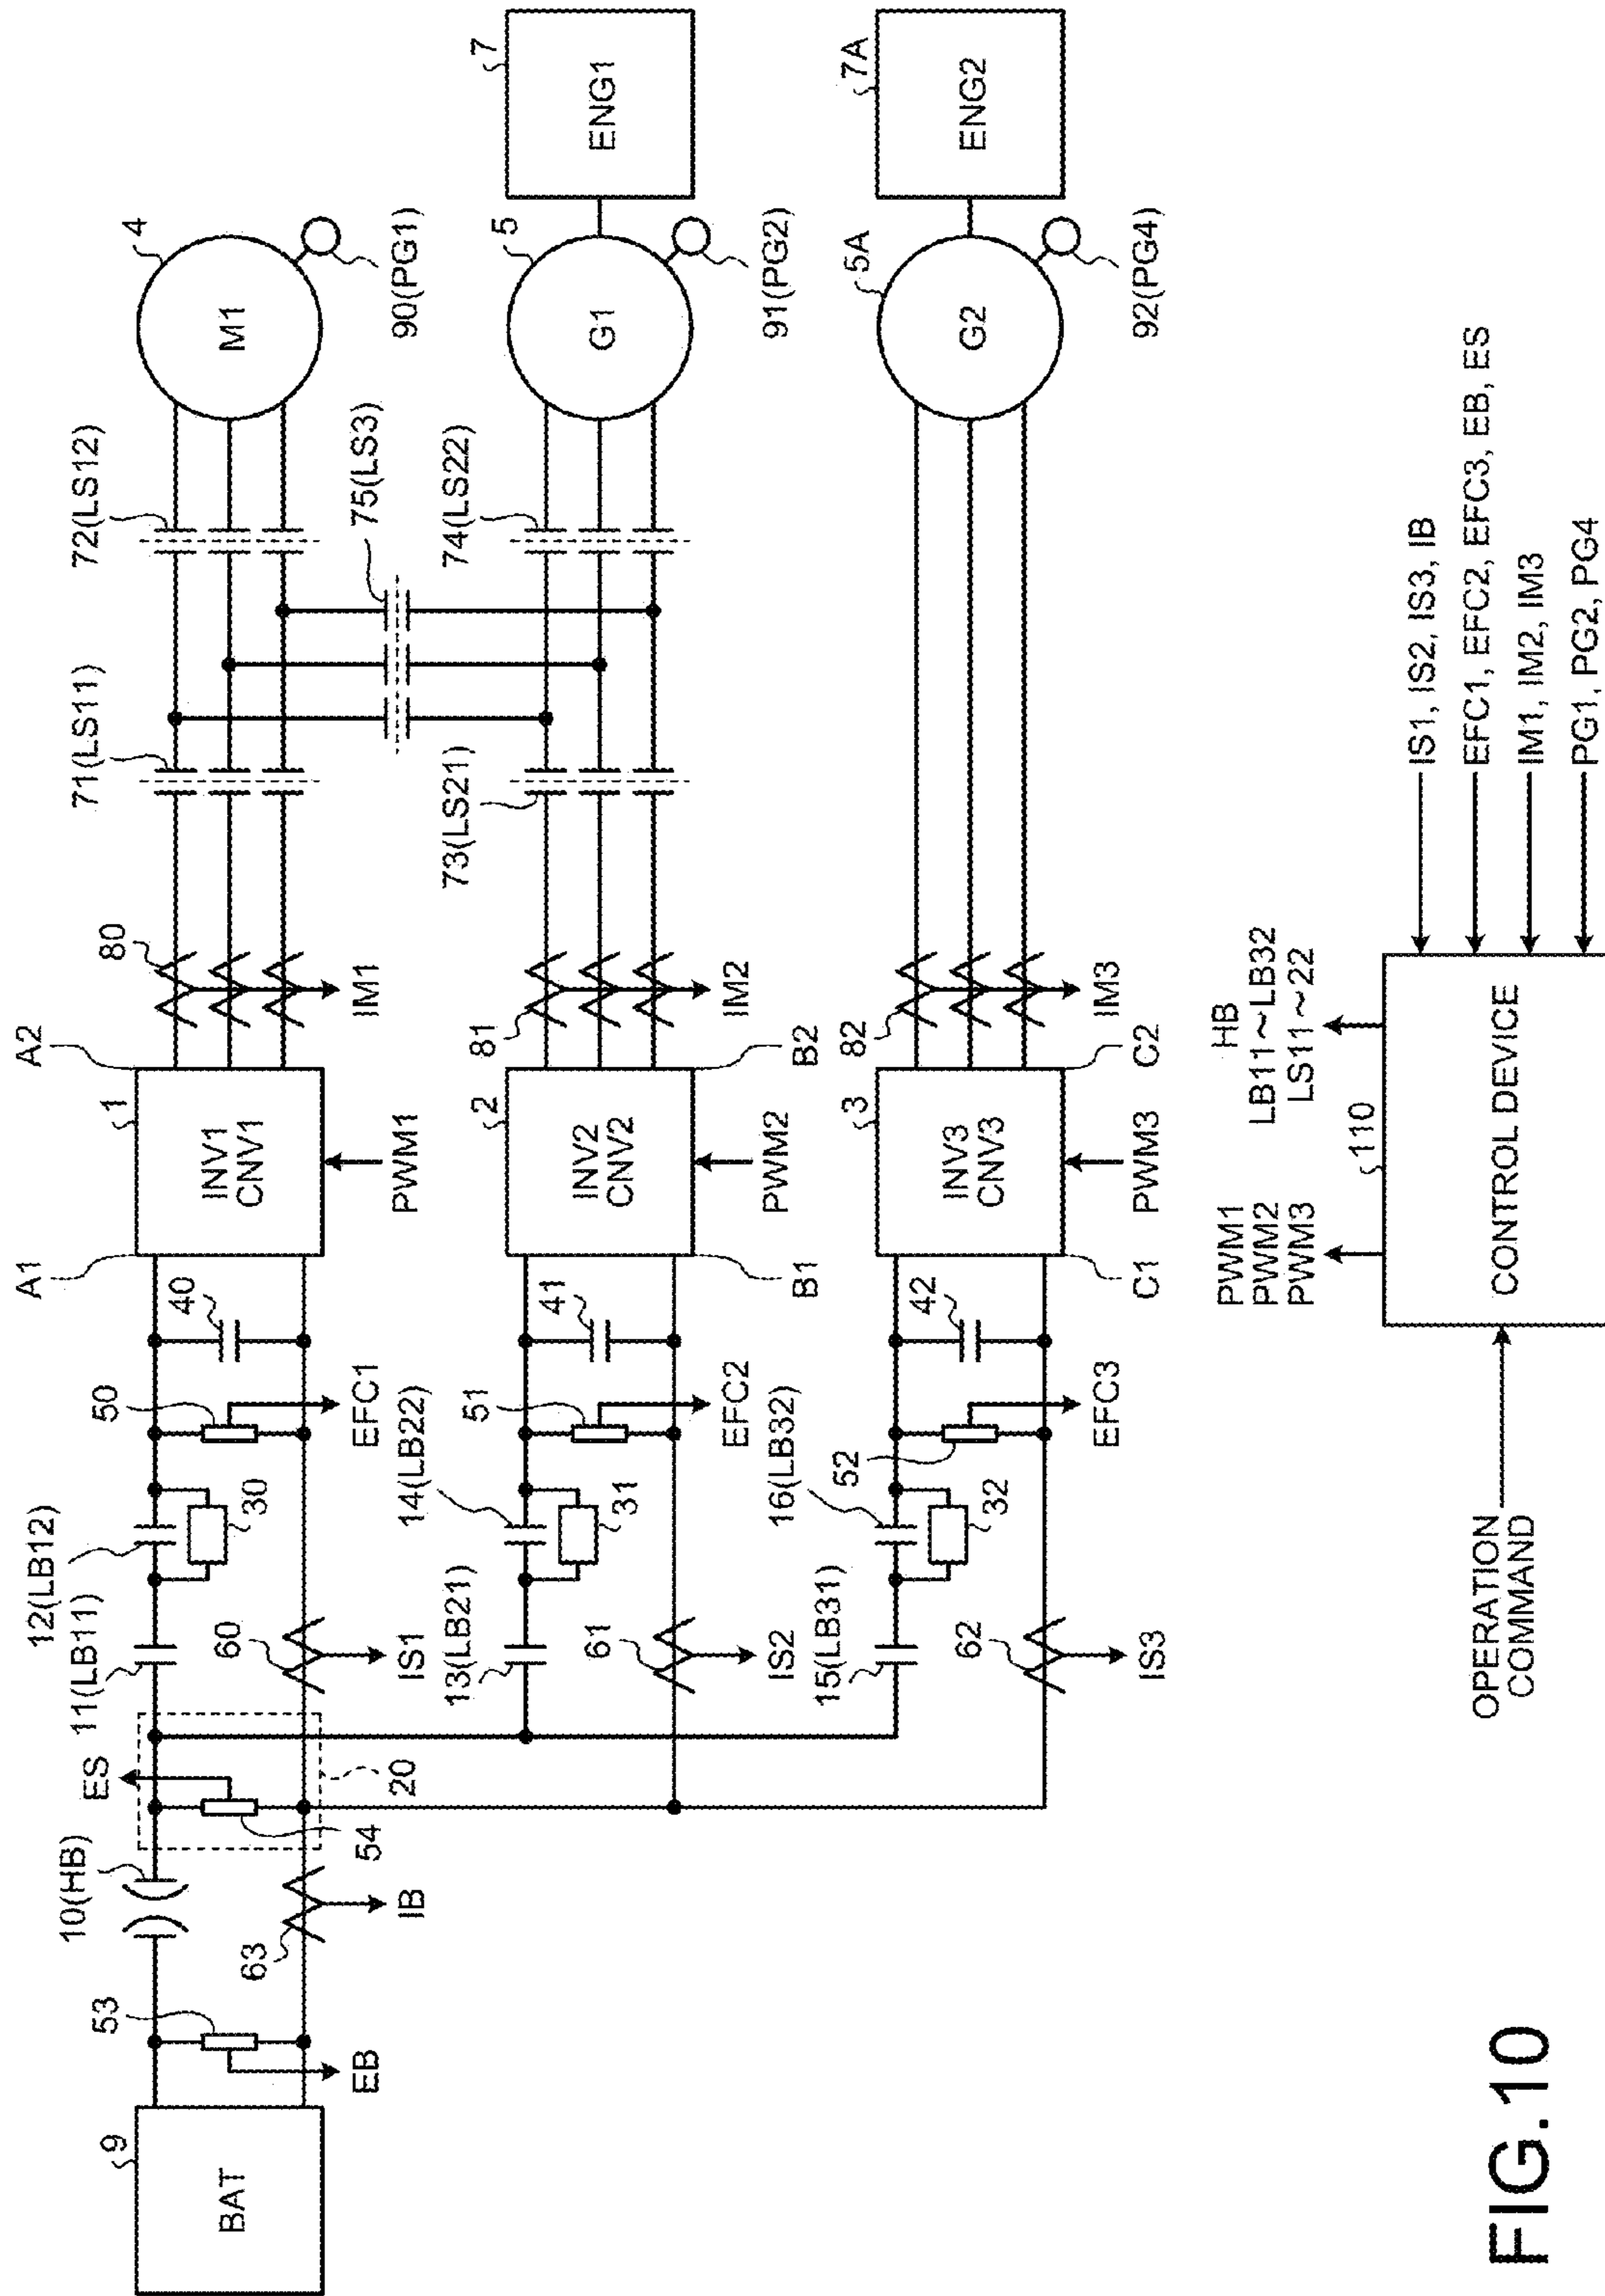 9
BAT
53
EB
10(HB)
63
IB
ES
54
20
11(LB11)
12(LB12)
60
IS1
30
50
EFC1
40
A1
1
INV1
CNV1
PWM1
A2
80
IM1
71(LS11)
72(LS12)
75(LS3)
4
M1
90(PG1)
13(LB21)
14(LB22)
61
IS2
31
51
EFC2
41
B1
2
INV2
CNV2
PWM2
B2
81
IM2
73(LS21)
74(LS22)
5
G1
91(PG2)
7
ENG1
15(LB31)
16(LB32)
62
IS3
32
52
EFC3
42
C1
3
INV3
CNV3
PWM3
C2
82
IM3
5A
G2
92(PG4)
7A
ENG2
OPERATION
COMMAND
PWM1
PWM2
PWM3
110
HB
LB11~LB32
LS11~22
CONTROL DEVICE
IS1, IS2, IS3, IB
EFC1, EFC2, EFC3, EB, ES
IM1, IM2, IM3
PG1, PG2, PG4
FIG.10